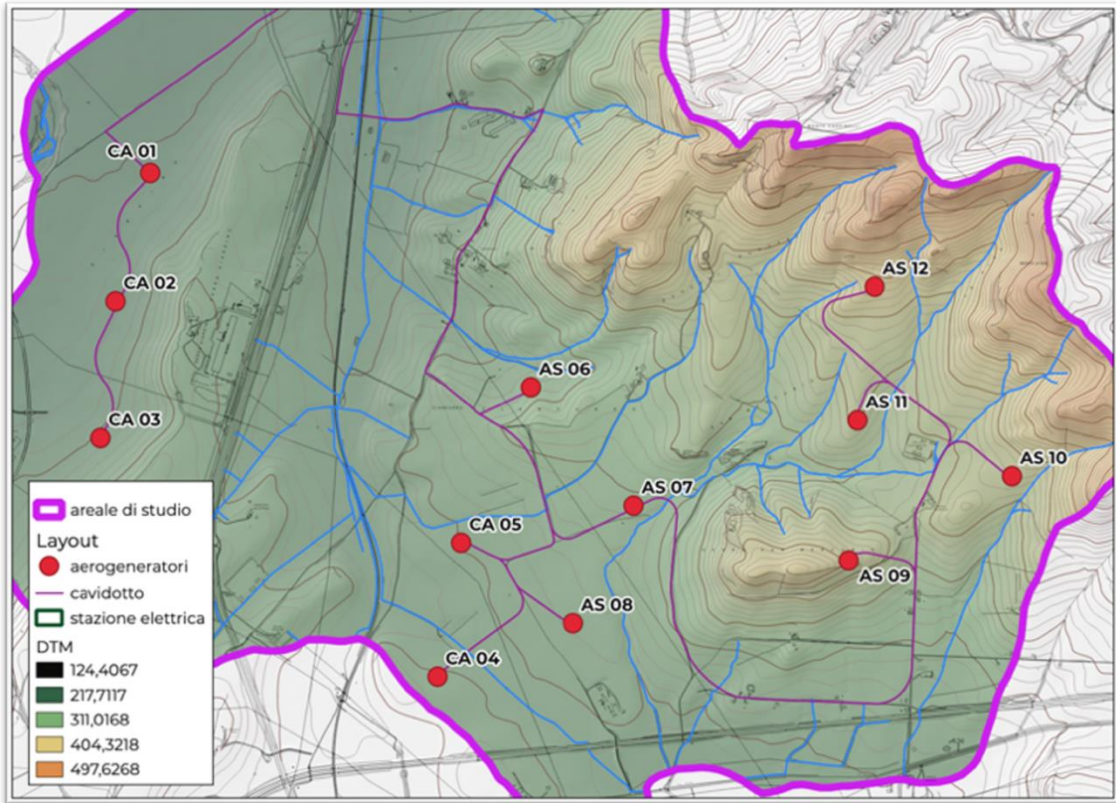 CA 01
CA 02
AS 12
AS 06
AS 11
CA 03
AS 10
AS 07
CA 05
AS 09
AS 08
CA 04
areale di studio
Layout
aerogeneratori
cavidotto
stazione elettrica
DTM
124,4067
217,7117
311,0168
404,3218
497,6268